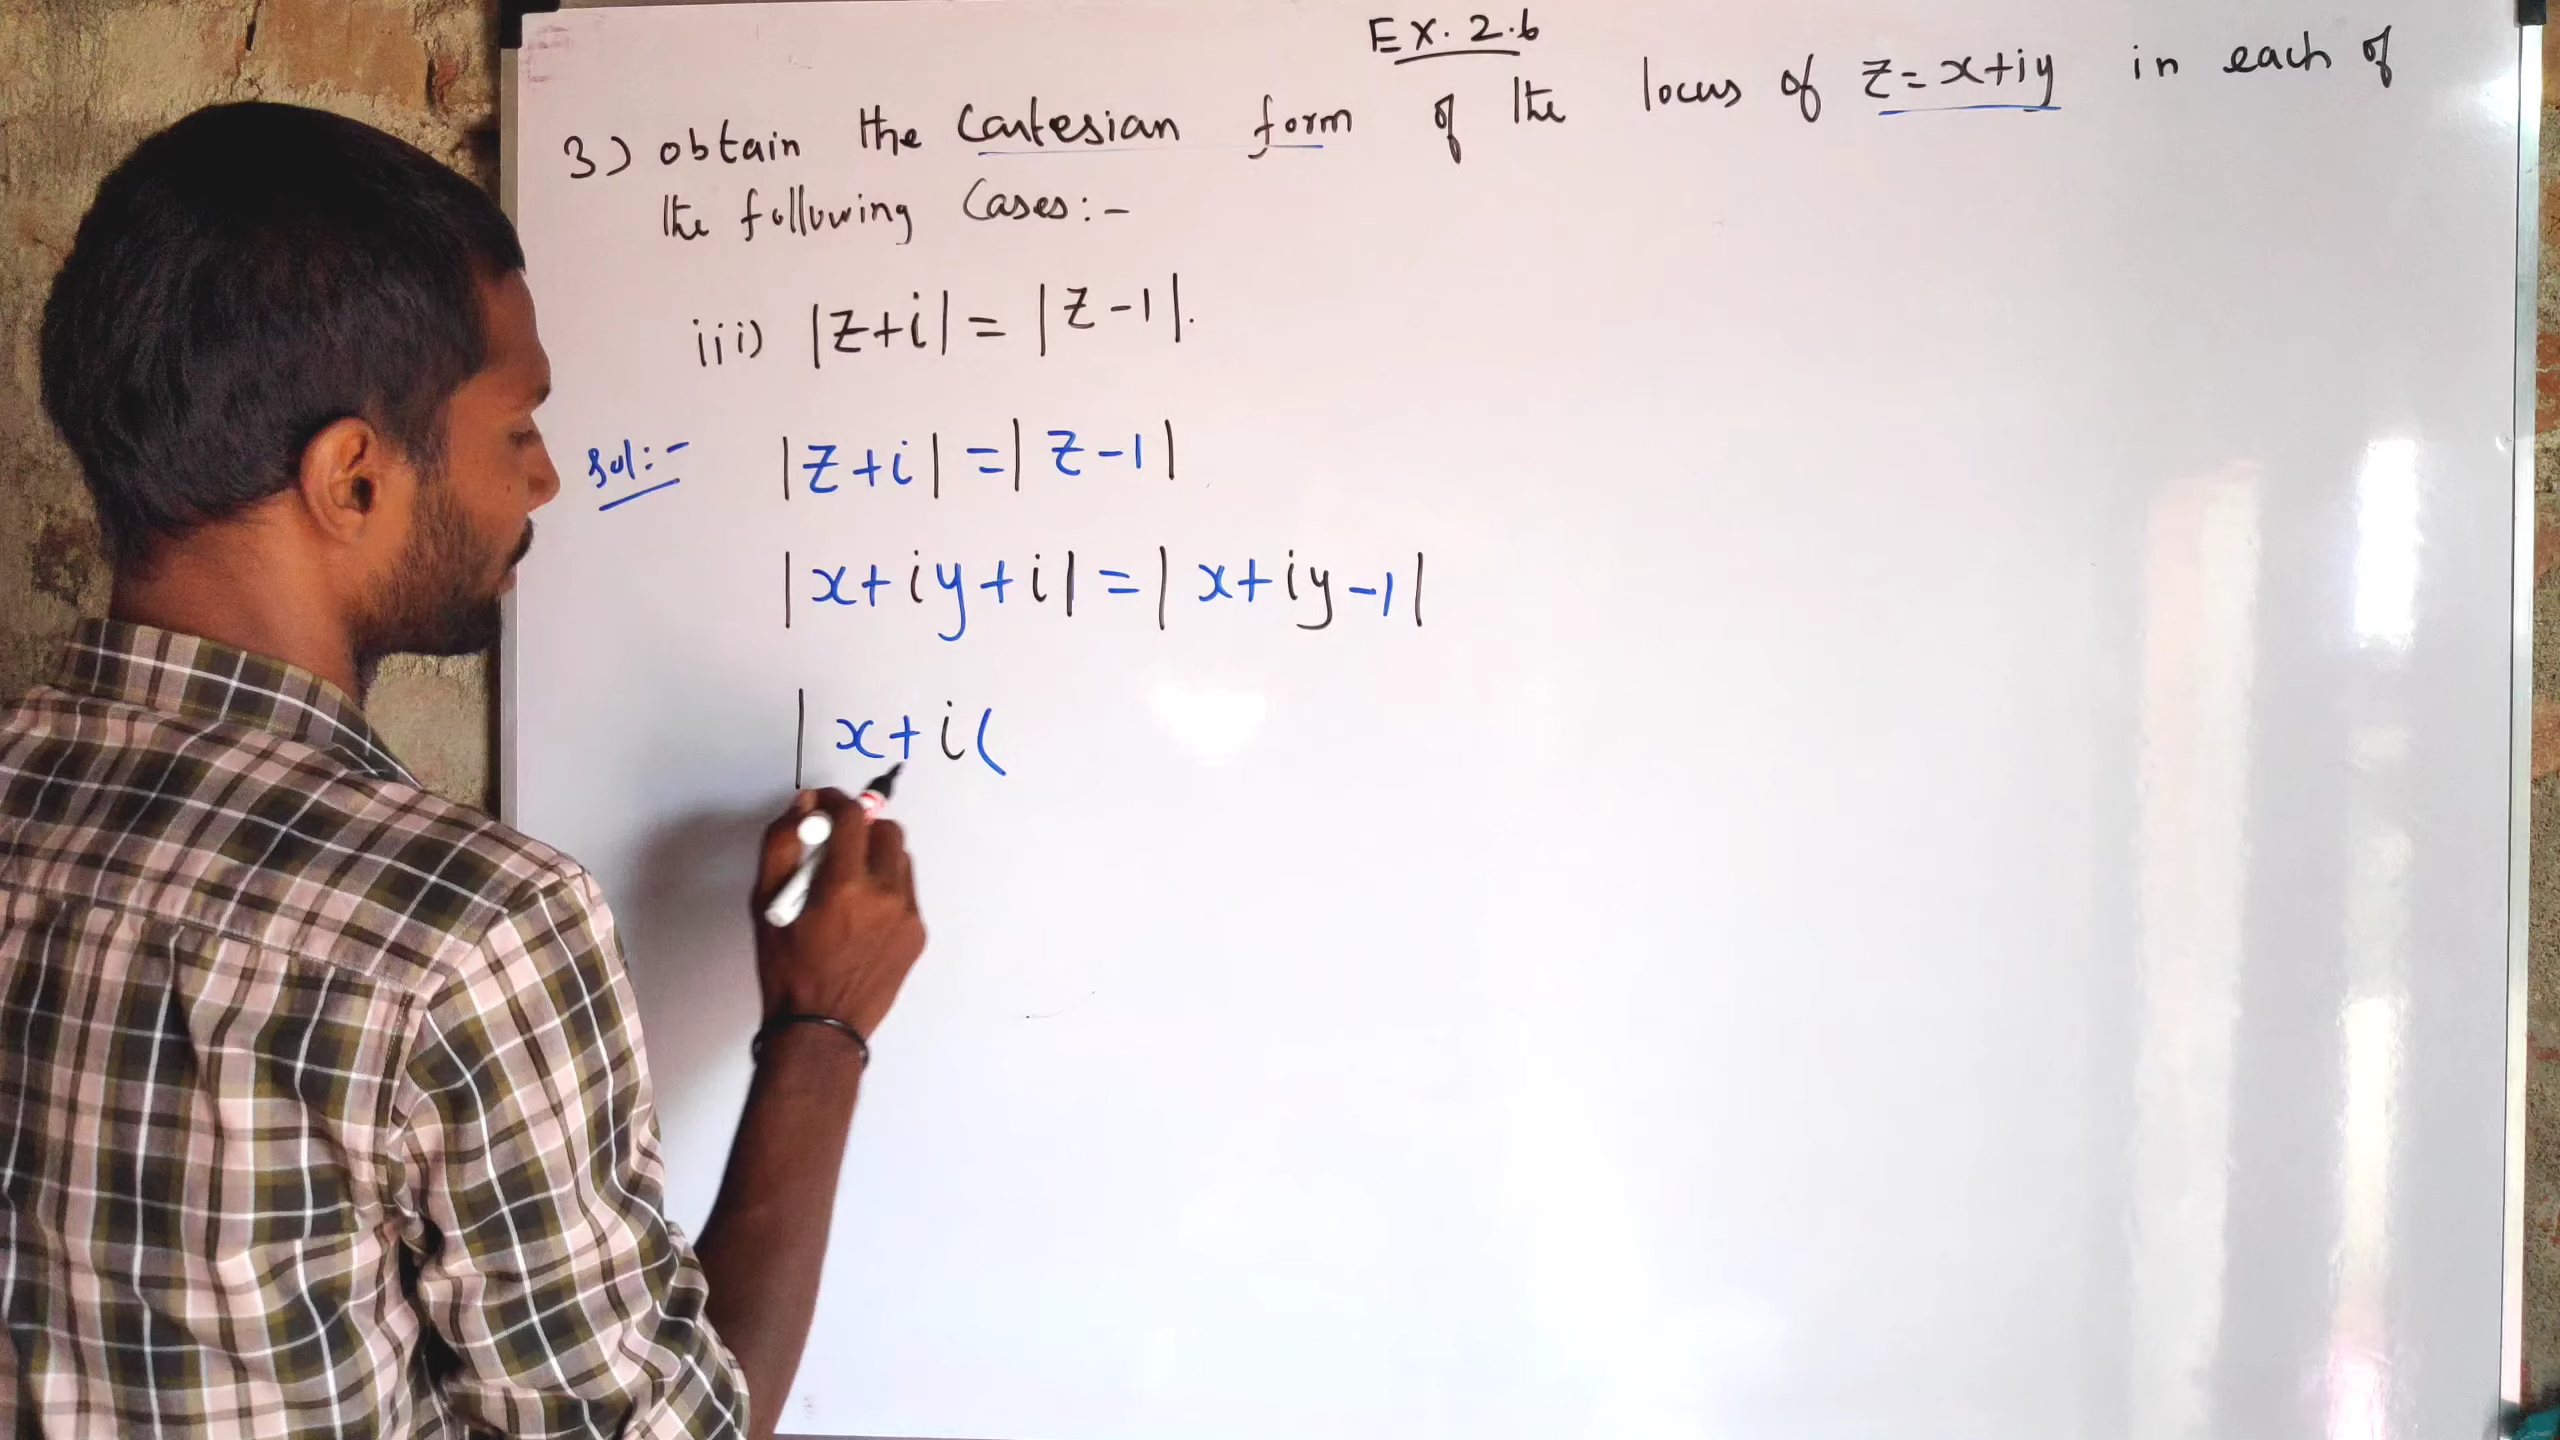 Ex. 2.6
3) obtain the Cartesian form of the locus of z=x+iy in each of
the following Cases:-
iii) |z+i| = |z-1|.
Sol:- |z+i| = |z-1|
|x+iy+i| = |x+iy-1|
|x+i(